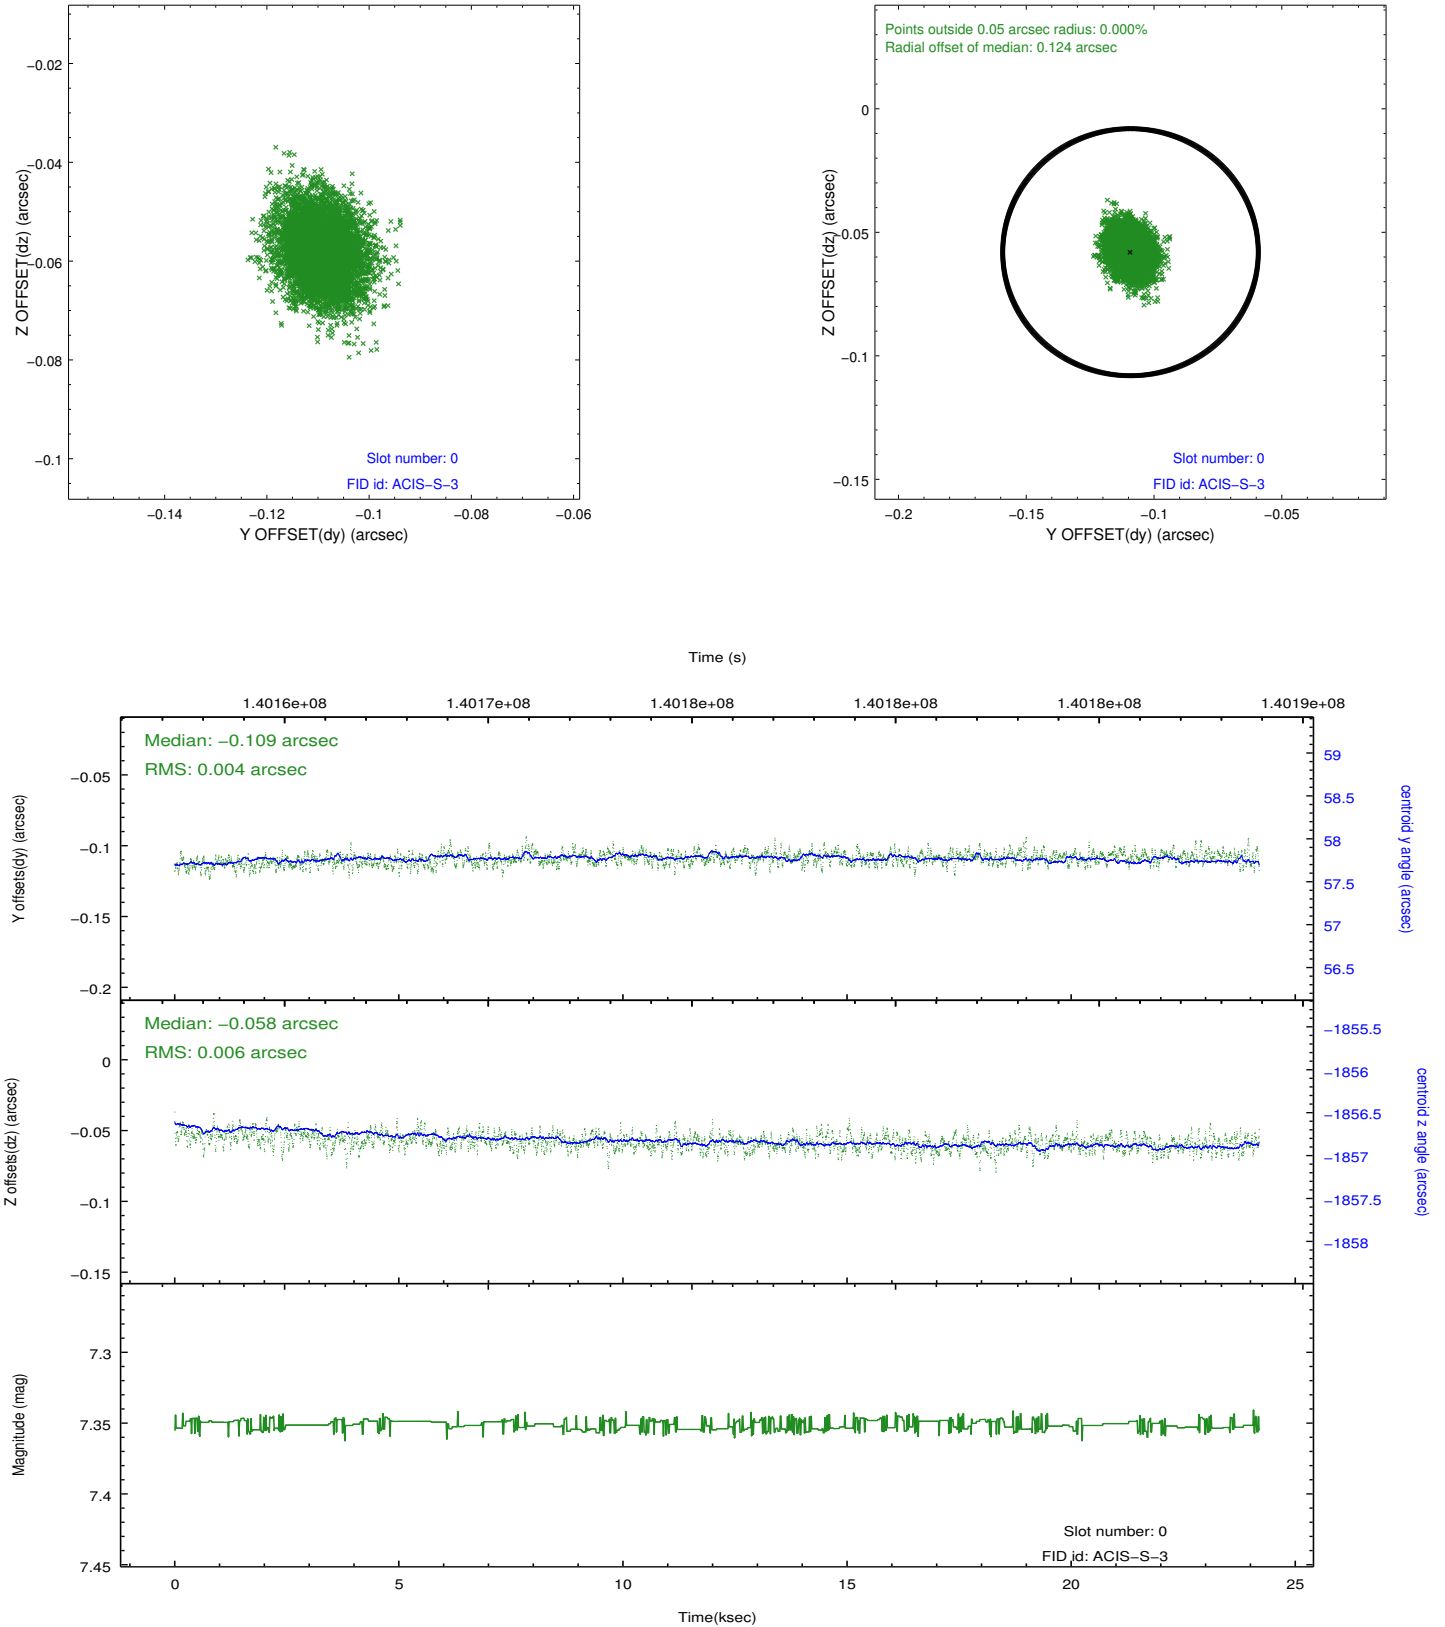 −0.02
−0.04
−0.06
−0.08
−0.1
Z OFFSET(dz) (arcsec)
Slot number: 0
FID id: ACIS−S−3
−0.14
−0.12
−0.1
−0.08
−0.06
Y OFFSET(dy) (arcsec)
Points outside 0.05 arcsec radius: 0.000%
Radial offset of median: 0.124 arcsec
0
−0.05
−0.1
−0.15
Z OFFSET(dz) (arcsec)
Slot number: 0
FID id: ACIS−S−3
−0.2
−0.15
−0.1
−0.05
Y OFFSET(dy) (arcsec)
Time (s)
1.4016e+08
1.4017e+08
1.4018e+08
1.4018e+08
1.4018e+08
1.4019e+08
Median: −0.109 arcsec
RMS: 0.004 arcsec
−0.05
−0.1
−0.15
−0.2
Y offsets(dy) (arcsec)
59
58.5
58
57.5
57
56.5
centroid y angle (arcsec)
Median: −0.058 arcsec
RMS: 0.006 arcsec
0
−0.05
−0.1
−0.15
Z offsets(dz) (arcsec)
−1855.5
−1856
−1856.5
−1857
−1857.5
−1858
centroid z angle (arcsec)
7.3
7.35
7.4
7.45
Magnitude (mag)
Slot number: 0
FID id: ACIS−S−3
0
5
10
15
20
25
Time(ksec)